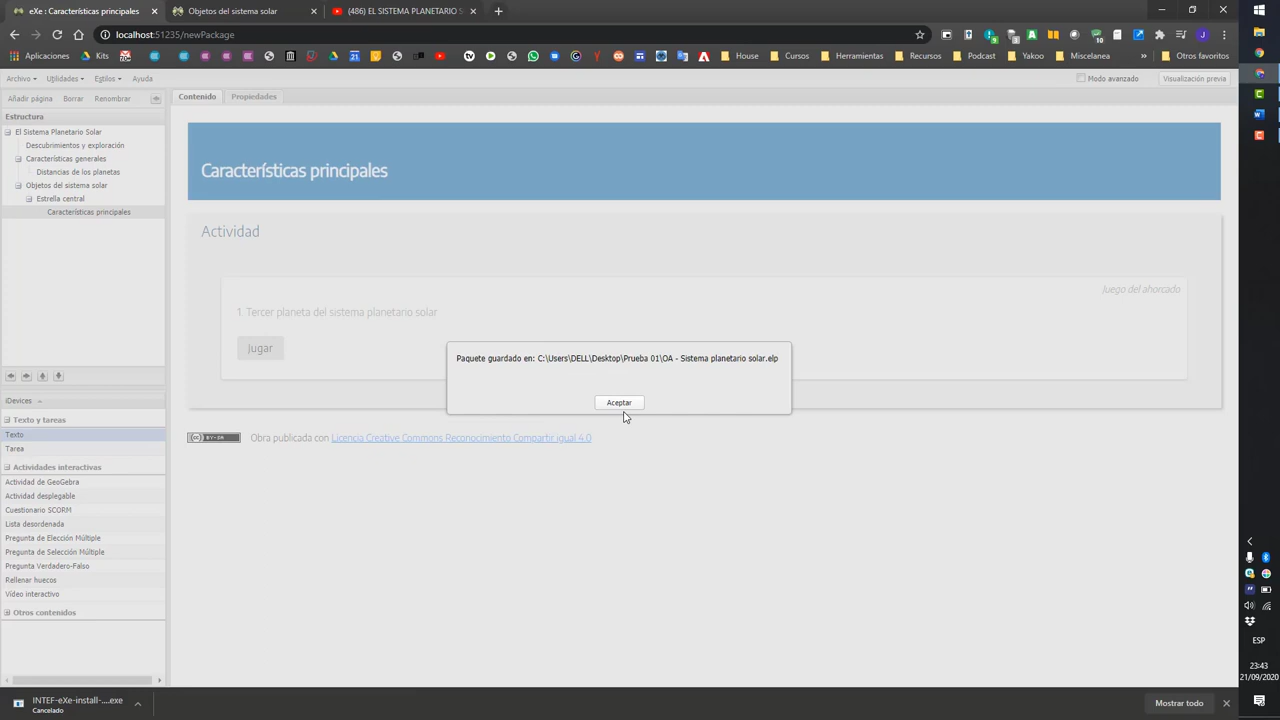 eXe : Características principales
Objetos del sistema solar
(486) EL SISTEMA PLANETARIO S
localhost:51235/newPackage
Aplicaciones
Kits
House
Cursos
Herramientas
Recursos
Podcast
Yakoo
Miscelanea
»
Otros favoritos
Archivo
Utilidades
Estilos
Ayuda
Modo avanzado
Visualización previa
Añadir página
Borrar
Renombrar
Contenido
Propiedades
Estructura
El Sistema Planetario Solar
Descubrimientos y exploración
Características generales
Distancias de los planetas
Objetos del sistema solar
Estrella central
Características principales
Características principales
Actividad
Juego del ahorcado
1. Tercer planeta del sistema planetario solar
Jugar
Paquete guardado en: C:\Users\DELL\Desktop\Prueba 01\OA - Sistema planetario solar.elp
Aceptar
BY-SA
Obra publicada con Licencia Creative Commons Reconocimiento Compartir igual 4.0
iDevices
Texto y tareas
Texto
Tarea
Actividades interactivas
Actividad de GeoGebra
Actividad desplegable
Cuestionario SCORM
Lista desordenada
Pregunta de Elección Múltiple
Pregunta de Selección Múltiple
Pregunta Verdadero-Falso
Rellenar huecos
Vídeo interactivo
Otros contenidos
INTEF-eXe-install-....exe
Cancelado
Mostrar todo
ESP
23:43
21/09/2020